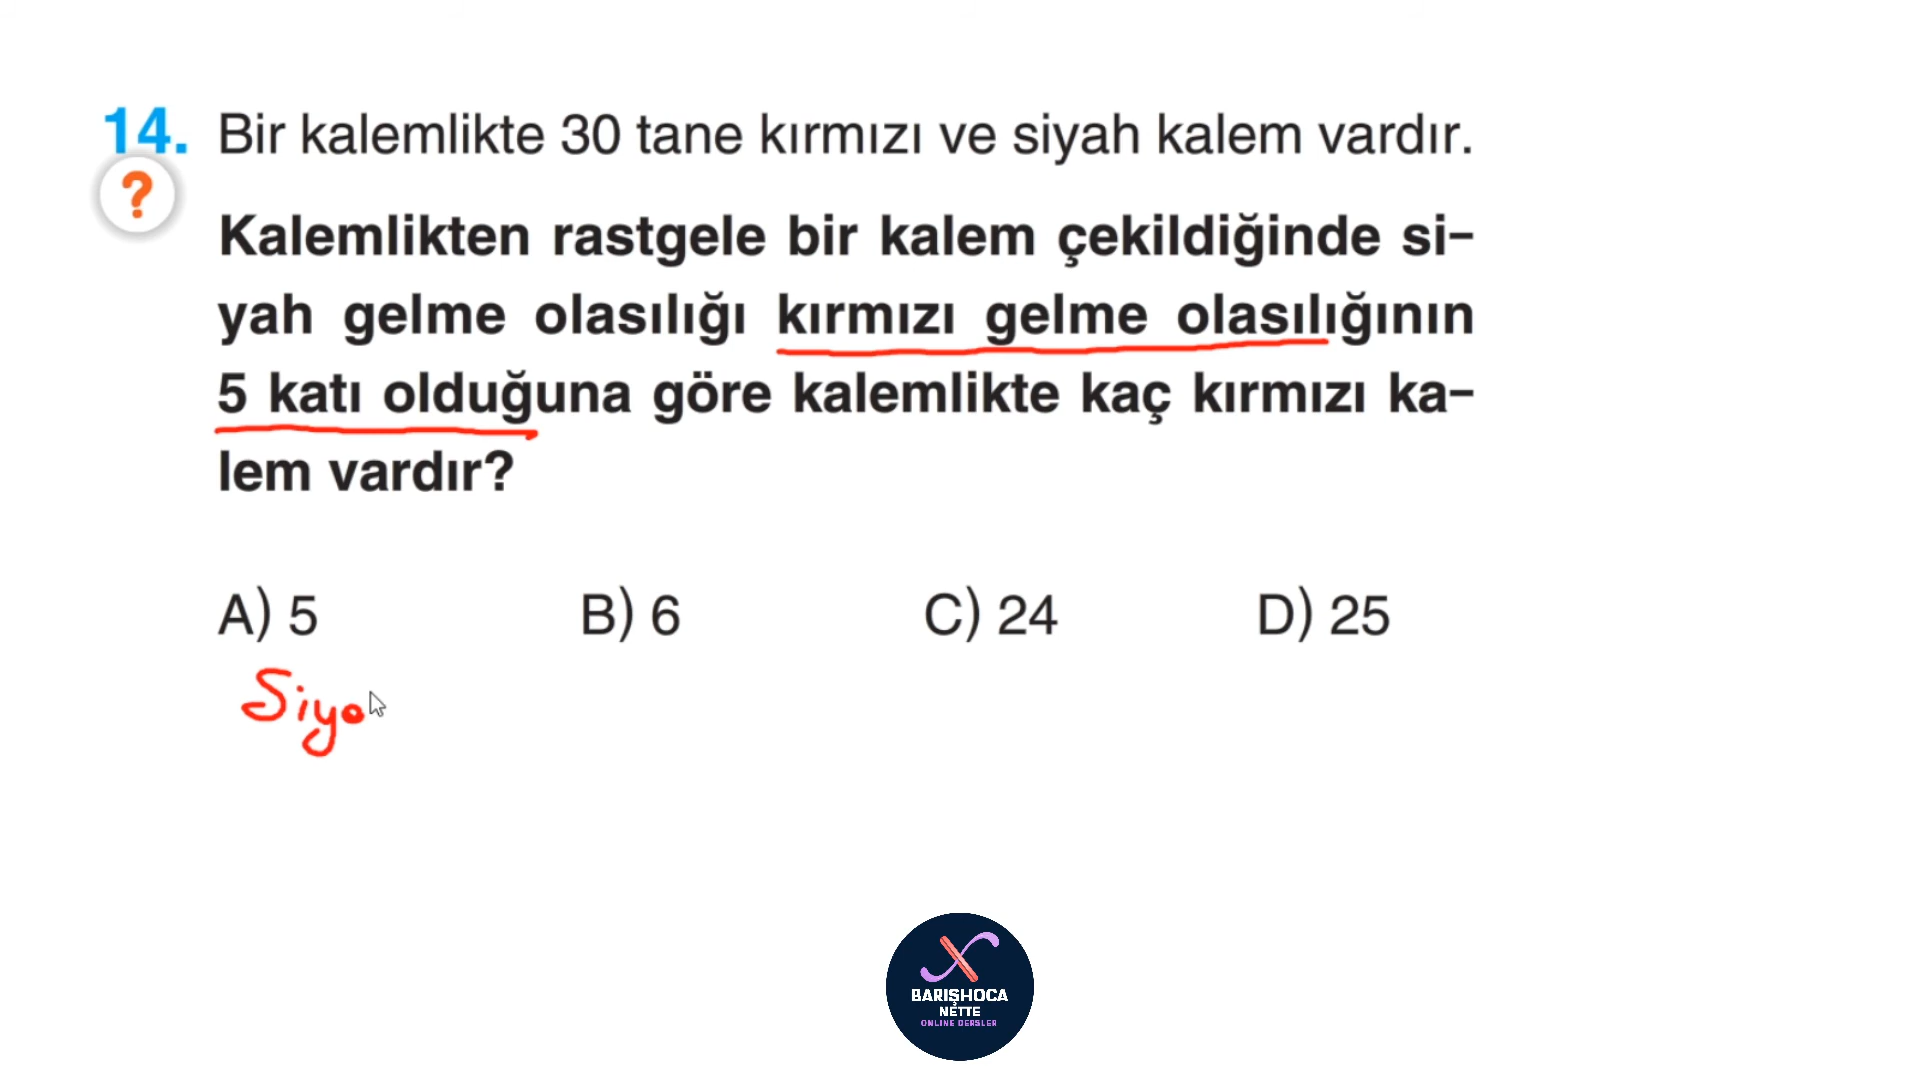 14. Bir kalemlikte 30 tane kırmızı ve siyah kalem vardır.
?
Kalemlikten rastgele bir kalem çekildiğinde si-
yah gelme olasılığı kırmızı gelme olasılığının
5 katı olduğuna göre kalemlikte kaç kırmızı ka-
lem vardır?
A) 5 B) 6 C) 24 D) 25
Siya
BARIŞHOCA
NETTE
ONLINE DERSLER